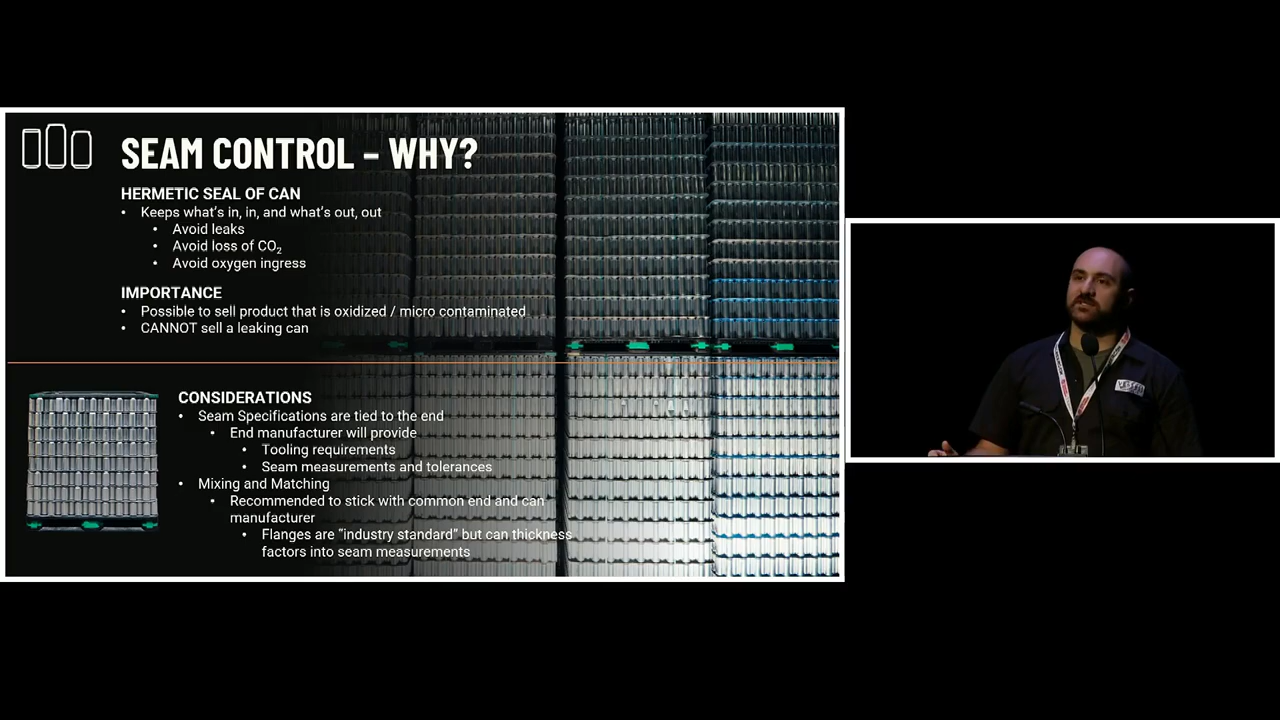 SEAM CONTROL – WHY?
HERMETIC SEAL OF CAN
• Keeps what's in, in, and what's out, out
• Avoid leaks
• Avoid loss of CO₂
• Avoid oxygen ingress
IMPORTANCE
• Possible to sell product that is oxidized / micro contaminated
• CANNOT sell a leaking can
CONSIDERATIONS
• Seam Specifications are tied to the end
• End manufacturer will provide
• Tooling requirements
• Seam measurements and tolerances
• Mixing and Matching
• Recommended to stick with common end and can
manufacturer
• Flanges are “industry standard” but can thickness
factors into seam measurements